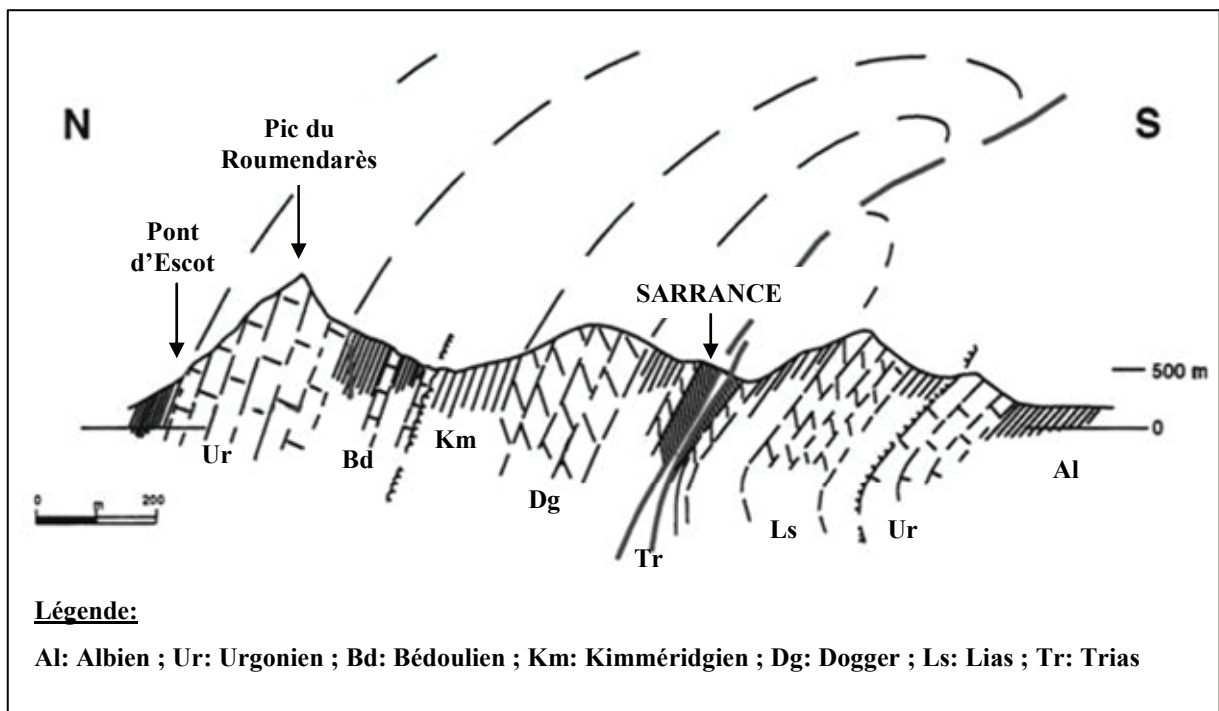 N
S
Pic du
Roumendarès
Pont
d’Escot
SARRANCE
500 m
0
Ur
Bd
Km
Dg
Tr
Ls
Ur
Al
0
200
m
Légende:
Al: Albien ; Ur: Urgonien ; Bd: Bédoulien ; Km: Kimméridgien ; Dg: Dogger ; Ls: Lias ; Tr: Trias